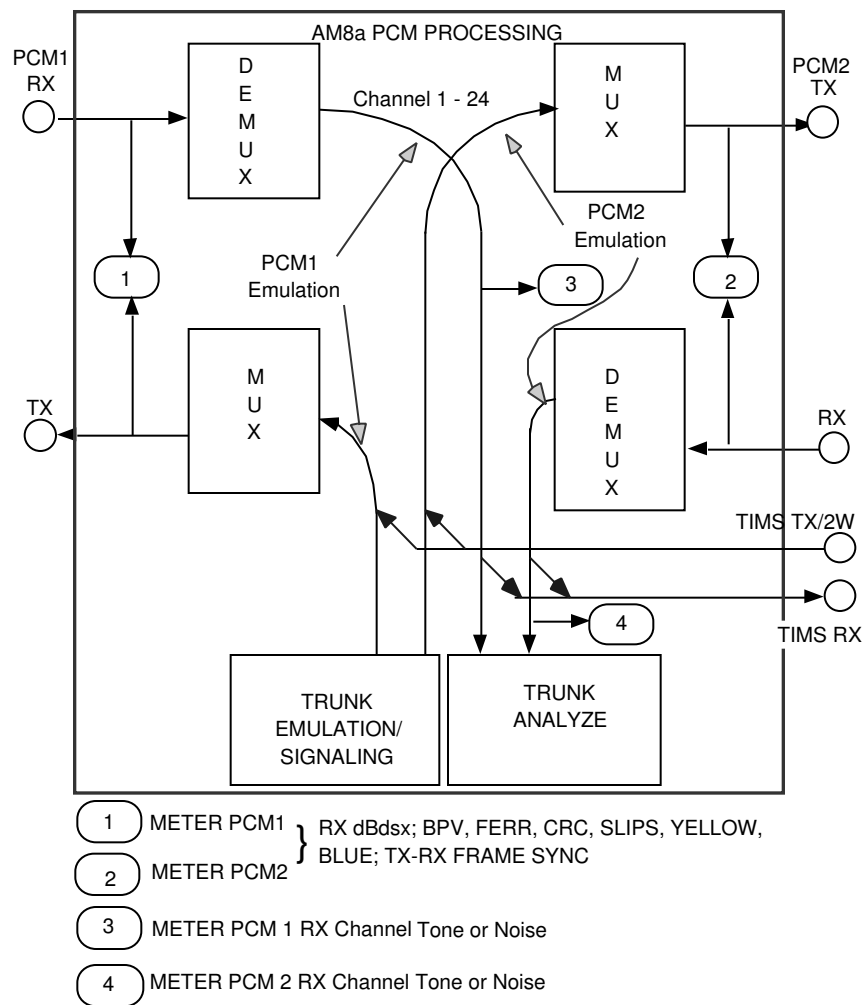 AM8a PCM PROCESSING
PCM1
RX
D
E
M
U
X
Channel 1 - 24
M
U
X
PCM2
TX
PCM2
Emulation
PCM1
Emulation
1
3
2
TX
M
U
X
D
E
M
U
X
RX
TIMS TX/2W
TIMS RX
4
TRUNK
EMULATION/
SIGNALING
TRUNK
ANALYZE
1 METER PCM1
2 METER PCM2
} RX dBdsx; BPV, FERR, CRC, SLIPS, YELLOW,
BLUE; TX-RX FRAME SYNC
3 METER PCM 1 RX Channel Tone or Noise
4 METER PCM 2 RX Channel Tone or Noise